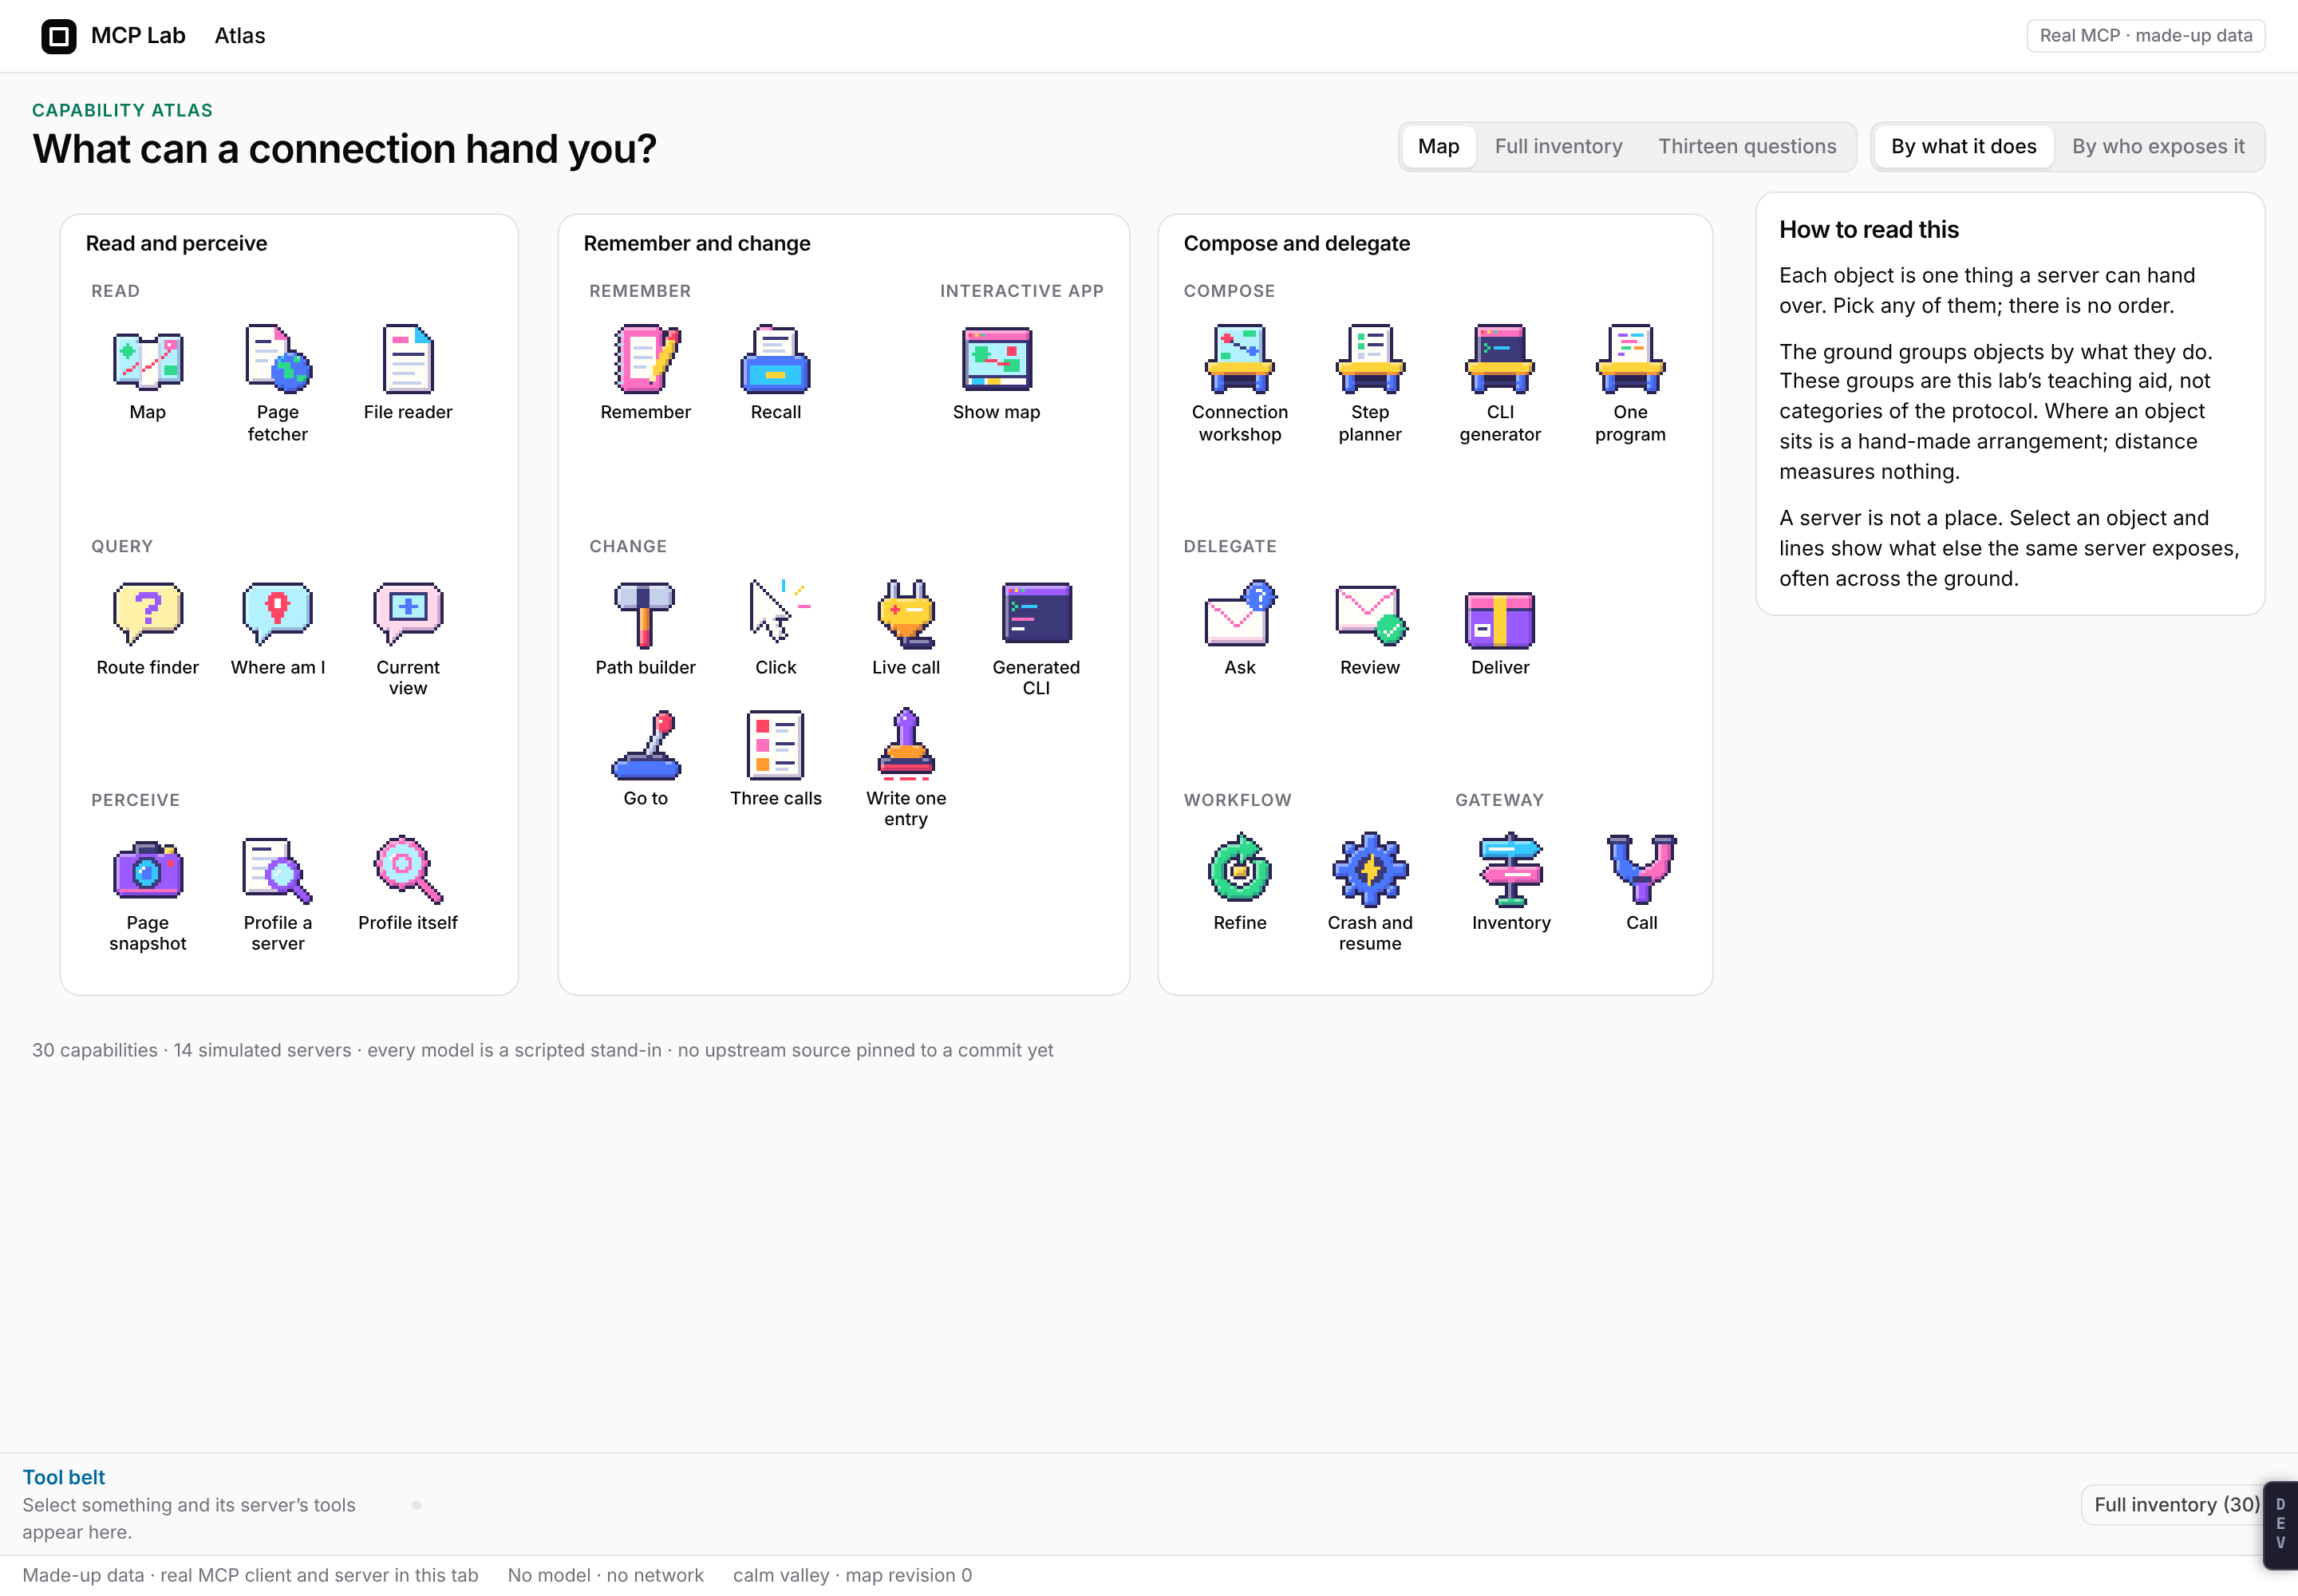 MCP Lab Atlas
Real MCP · made-up data
CAPABILITY ATLAS
What can a connection hand you?
Map Full inventory Thirteen questions
By what it does By who exposes it
Read and perceive
READ
Map
Page
fetcher
File reader
QUERY
Route finder
Where am I
Current
view
PERCEIVE
Page
snapshot
Profile a
server
Profile itself
Remember and change
REMEMBER
Remember
Recall
INTERACTIVE APP
Show map
CHANGE
Path builder
Click
Live call
Generated
CLI
Go to
Three calls
Write one
entry
Compose and delegate
COMPOSE
Connection
workshop
Step
planner
CLI
generator
One
program
DELEGATE
Ask
Review
Deliver
WORKFLOW
Refine
Crash and
resume
GATEWAY
Inventory
Call
How to read this
Each object is one thing a server can hand
over. Pick any of them; there is no order.
The ground groups objects by what they do.
These groups are this lab’s teaching aid, not
categories of the protocol. Where an object
sits is a hand-made arrangement; distance
measures nothing.
A server is not a place. Select an object and
lines show what else the same server exposes,
often across the ground.
30 capabilities · 14 simulated servers · every model is a scripted stand-in · no upstream source pinned to a commit yet
Tool belt
Select something and its server’s tools
appear here.
Full inventory (30)
DEV
Made-up data · real MCP client and server in this tab No model · no network calm valley · map revision 0